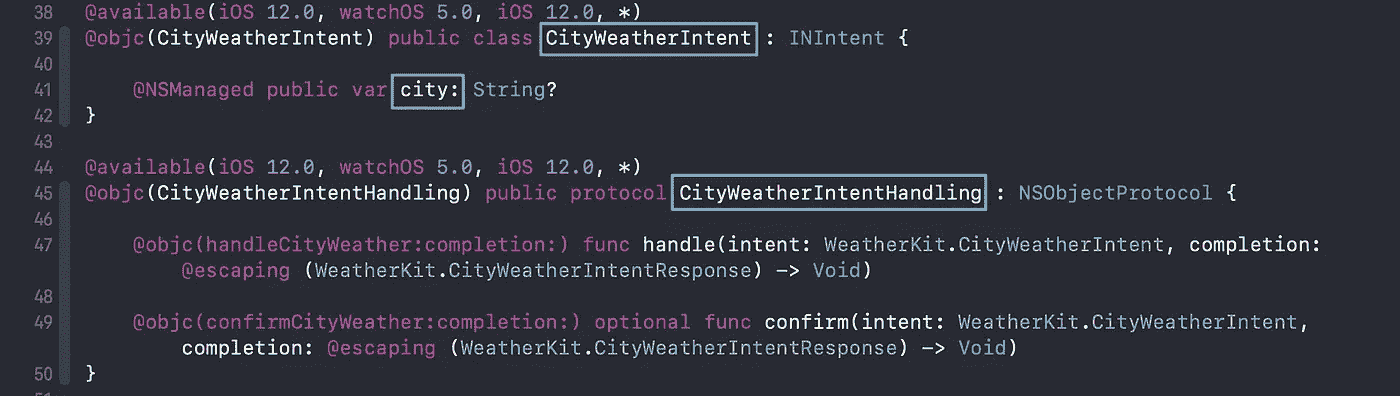 38 @available(iOS 12.0, watchOS 5.0, iOS 12.0, *)
39 @objc(CityWeatherIntent) public class CityWeatherIntent : INIntent {
40
41 @NSManaged public var city: String?
42 }
43
44 @available(iOS 12.0, watchOS 5.0, iOS 12.0, *)
45 @objc(CityWeatherIntentHandling) public protocol CityWeatherIntentHandling : NSObjectProtocol {
46
47 @objc(handleCityWeather:completion:) func handle(intent: WeatherKit.CityWeatherIntent, completion:
@escaping (WeatherKit.CityWeatherIntentResponse) -> Void)
48
49 @objc(confirmCityWeather:completion:) optional func confirm(intent: WeatherKit.CityWeatherIntent,
completion: @escaping (WeatherKit.CityWeatherIntentResponse) -> Void)
50 }